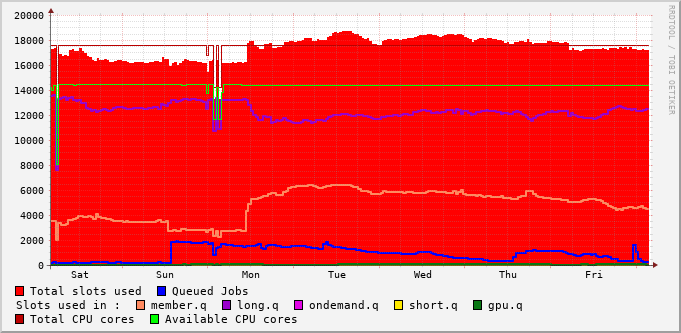 RRDTOOL / TOBI OETIKER
20000
18000
16000
14000
12000
10000
8000
6000
4000
2000
0
Sat Sun Mon Tue Wed Thu Fri
Total slots used Queued Jobs
Slots used in : member.q long.q ondemand.q short.q gpu.q
Total CPU cores Available CPU cores